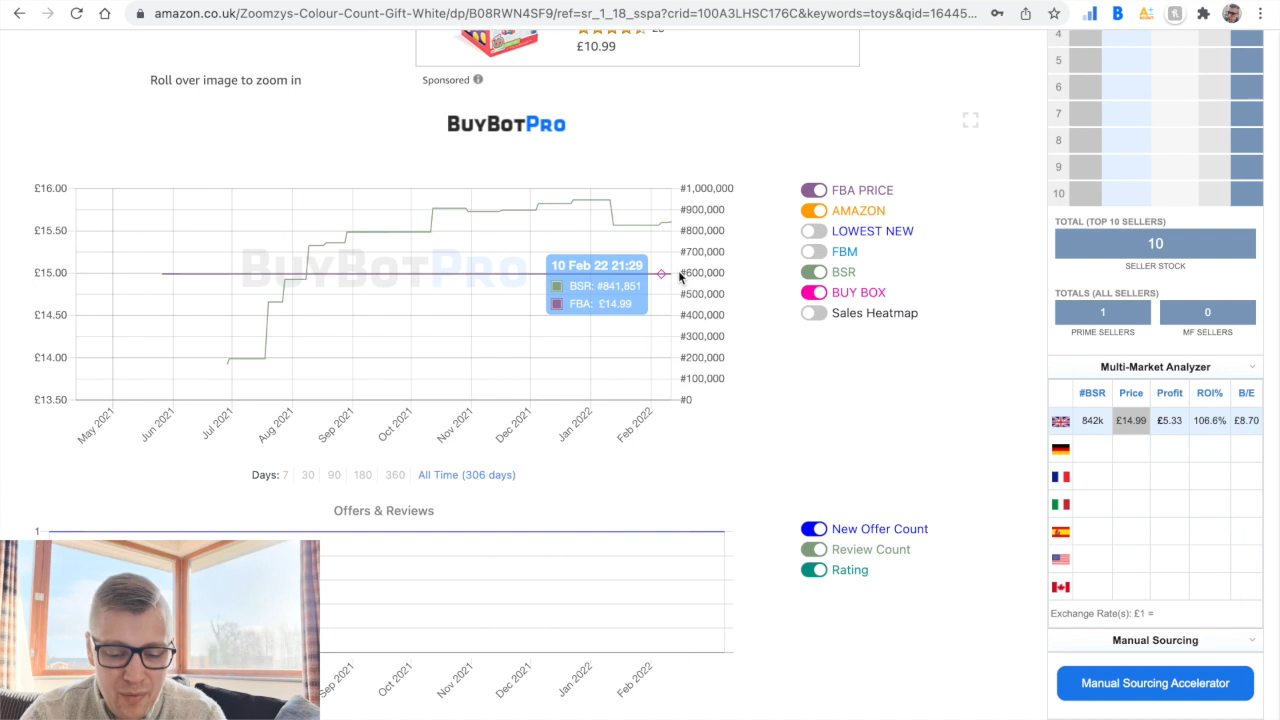 amazon.co.uk/Zoomzys-Colour-Count-Gift-White/dp/B08RWN4SF9/ref=sr_1_18_sspa?crid=100A3LHSC176C&keywords=toys&qid=16445...
£10.99
Roll over image to zoom in
Sponsored
BUYBOTPRO
£16.00
£15.50
£15.00
£14.50
£14.00
£13.50
#1,000,000
#900,000
#800,000
#700,000
#600,000
#500,000
#400,000
#300,000
#200,000
#100,000
#0
BUYBOTPRO
10 Feb 22 21:29
BSR: #841,851
FBA: £14.99
May 2021
Jun 2021
Jul 2021
Aug 2021
Sep 2021
Oct 2021
Nov 2021
Dec 2021
Jan 2022
Feb 2022
FBA PRICE
AMAZON
LOWEST NEW
FBM
BSR
BUY BOX
Sales Heatmap
Days: 7 30 90 180 360 All Time (306 days)
Offers & Reviews
1
Sep 2021
Oct 2021
Nov 2021
Dec 2021
Jan 2022
Feb 2022
New Offer Count
Review Count
Rating
4
5
6
7
8
9
10
TOTAL (TOP 10 SELLERS)
10
SELLER STOCK
TOTALS (ALL SELLERS)
1 0
PRIME SELLERS MF SELLERS
Multi-Market Analyzer
#BSR Price Profit ROI% B/E
842k £14.99 £5.33 106.6% £8.70
Exchange Rate(s): £1 =
Manual Sourcing
Manual Sourcing Accelerator